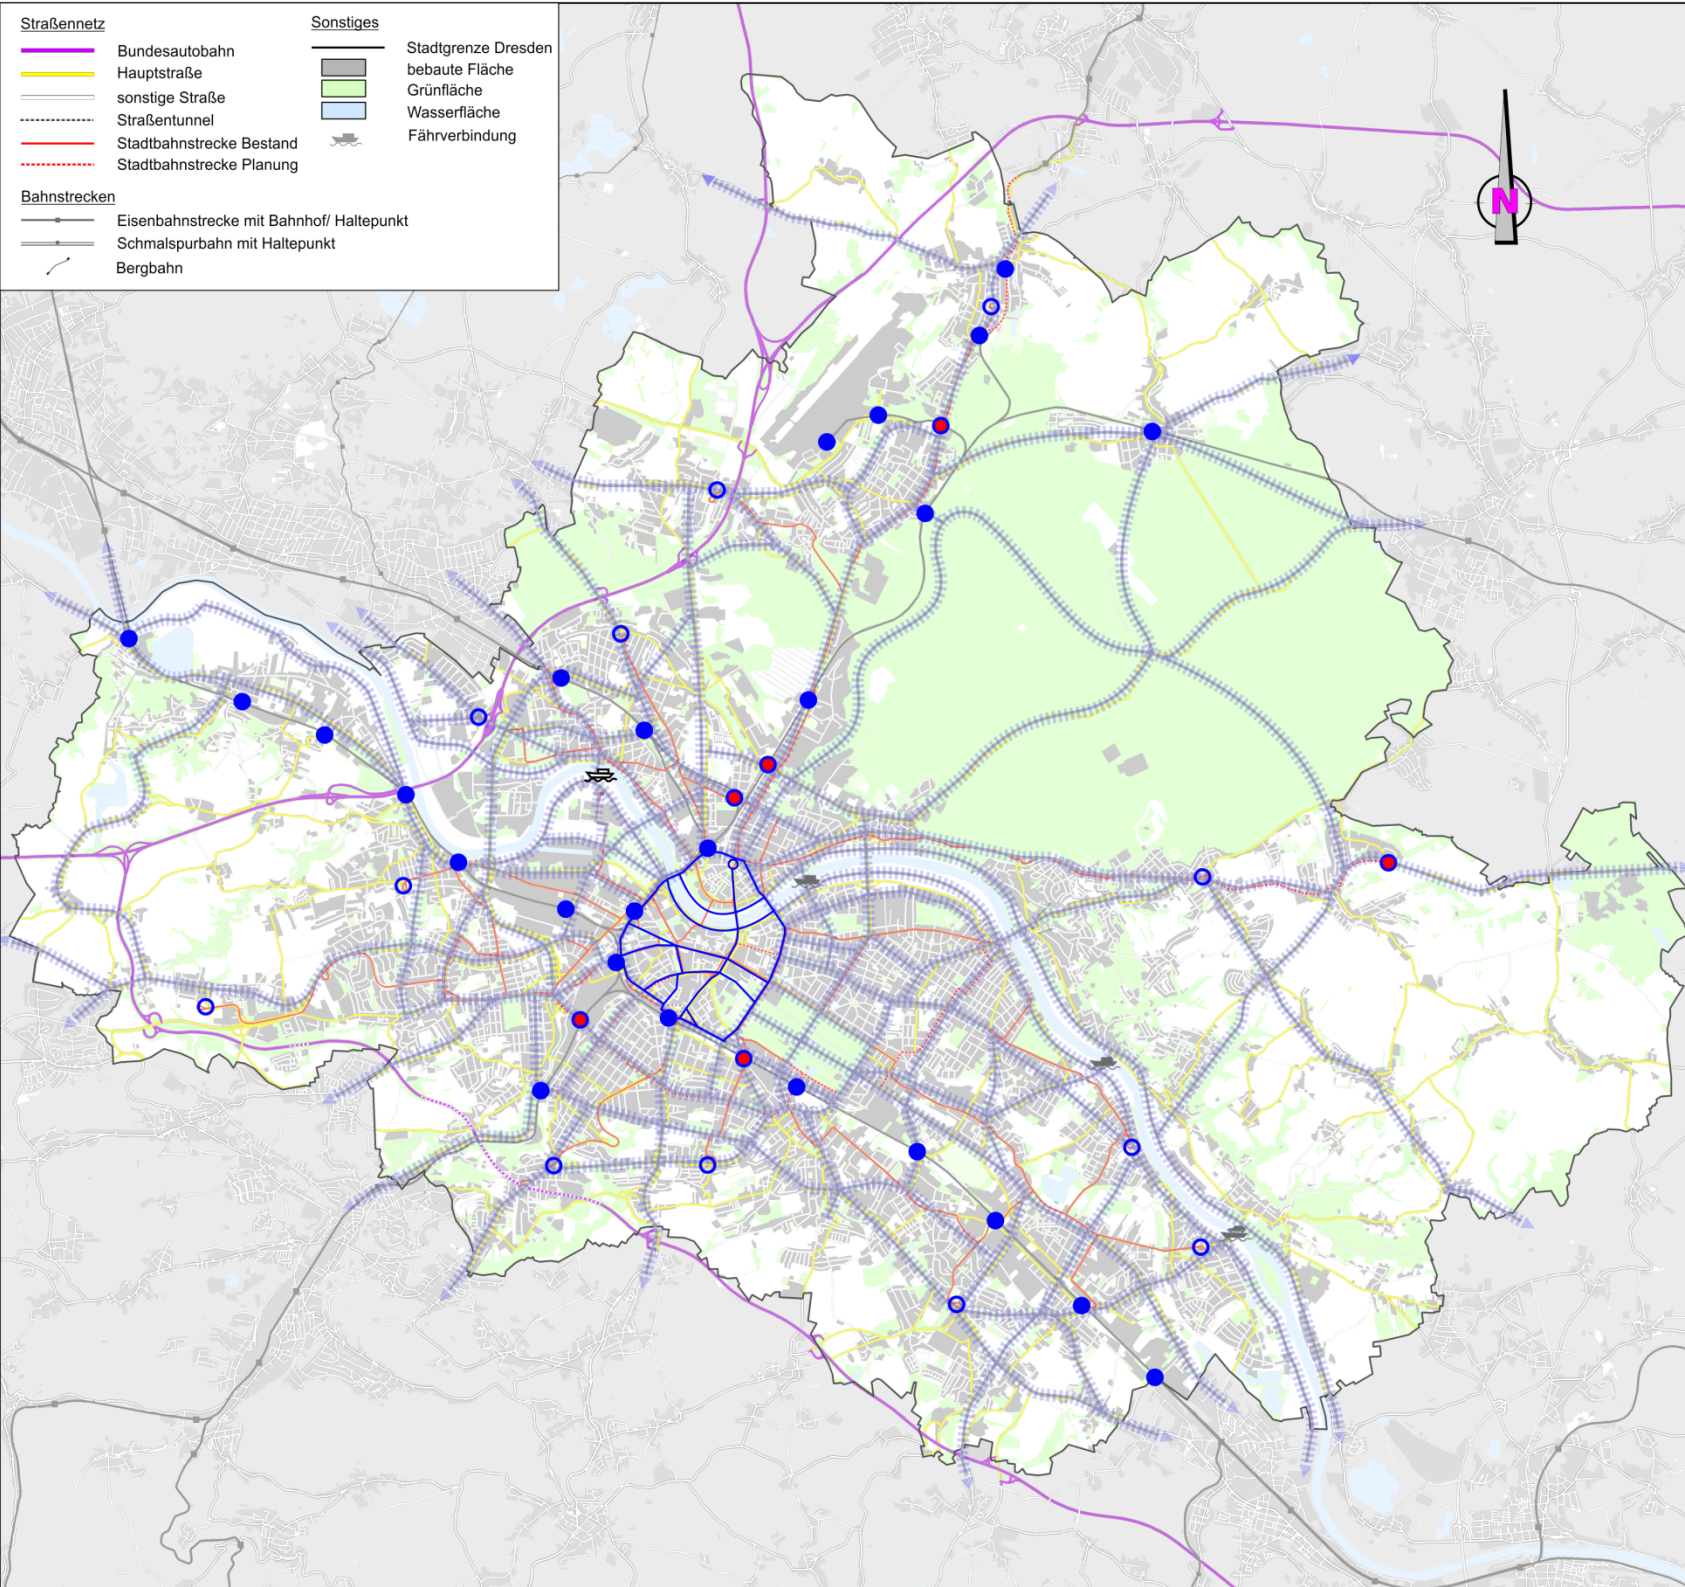 Straßennetz
Bundesautobahn
Hauptstraße
sonstige Straße
Straßentunnel
Stadtbahnstrecke Bestand
Stadtbahnstrecke Planung
Bahnstrecken
Eisenbahnstrecke mit Bahnhof/ Haltepunkt
Schmalspurbahn mit Haltepunkt
Bergbahn
Sonstiges
Stadtgrenze Dresden
bebaute Fläche
Grünfläche
Wasserfläche
Fährverbindung
N